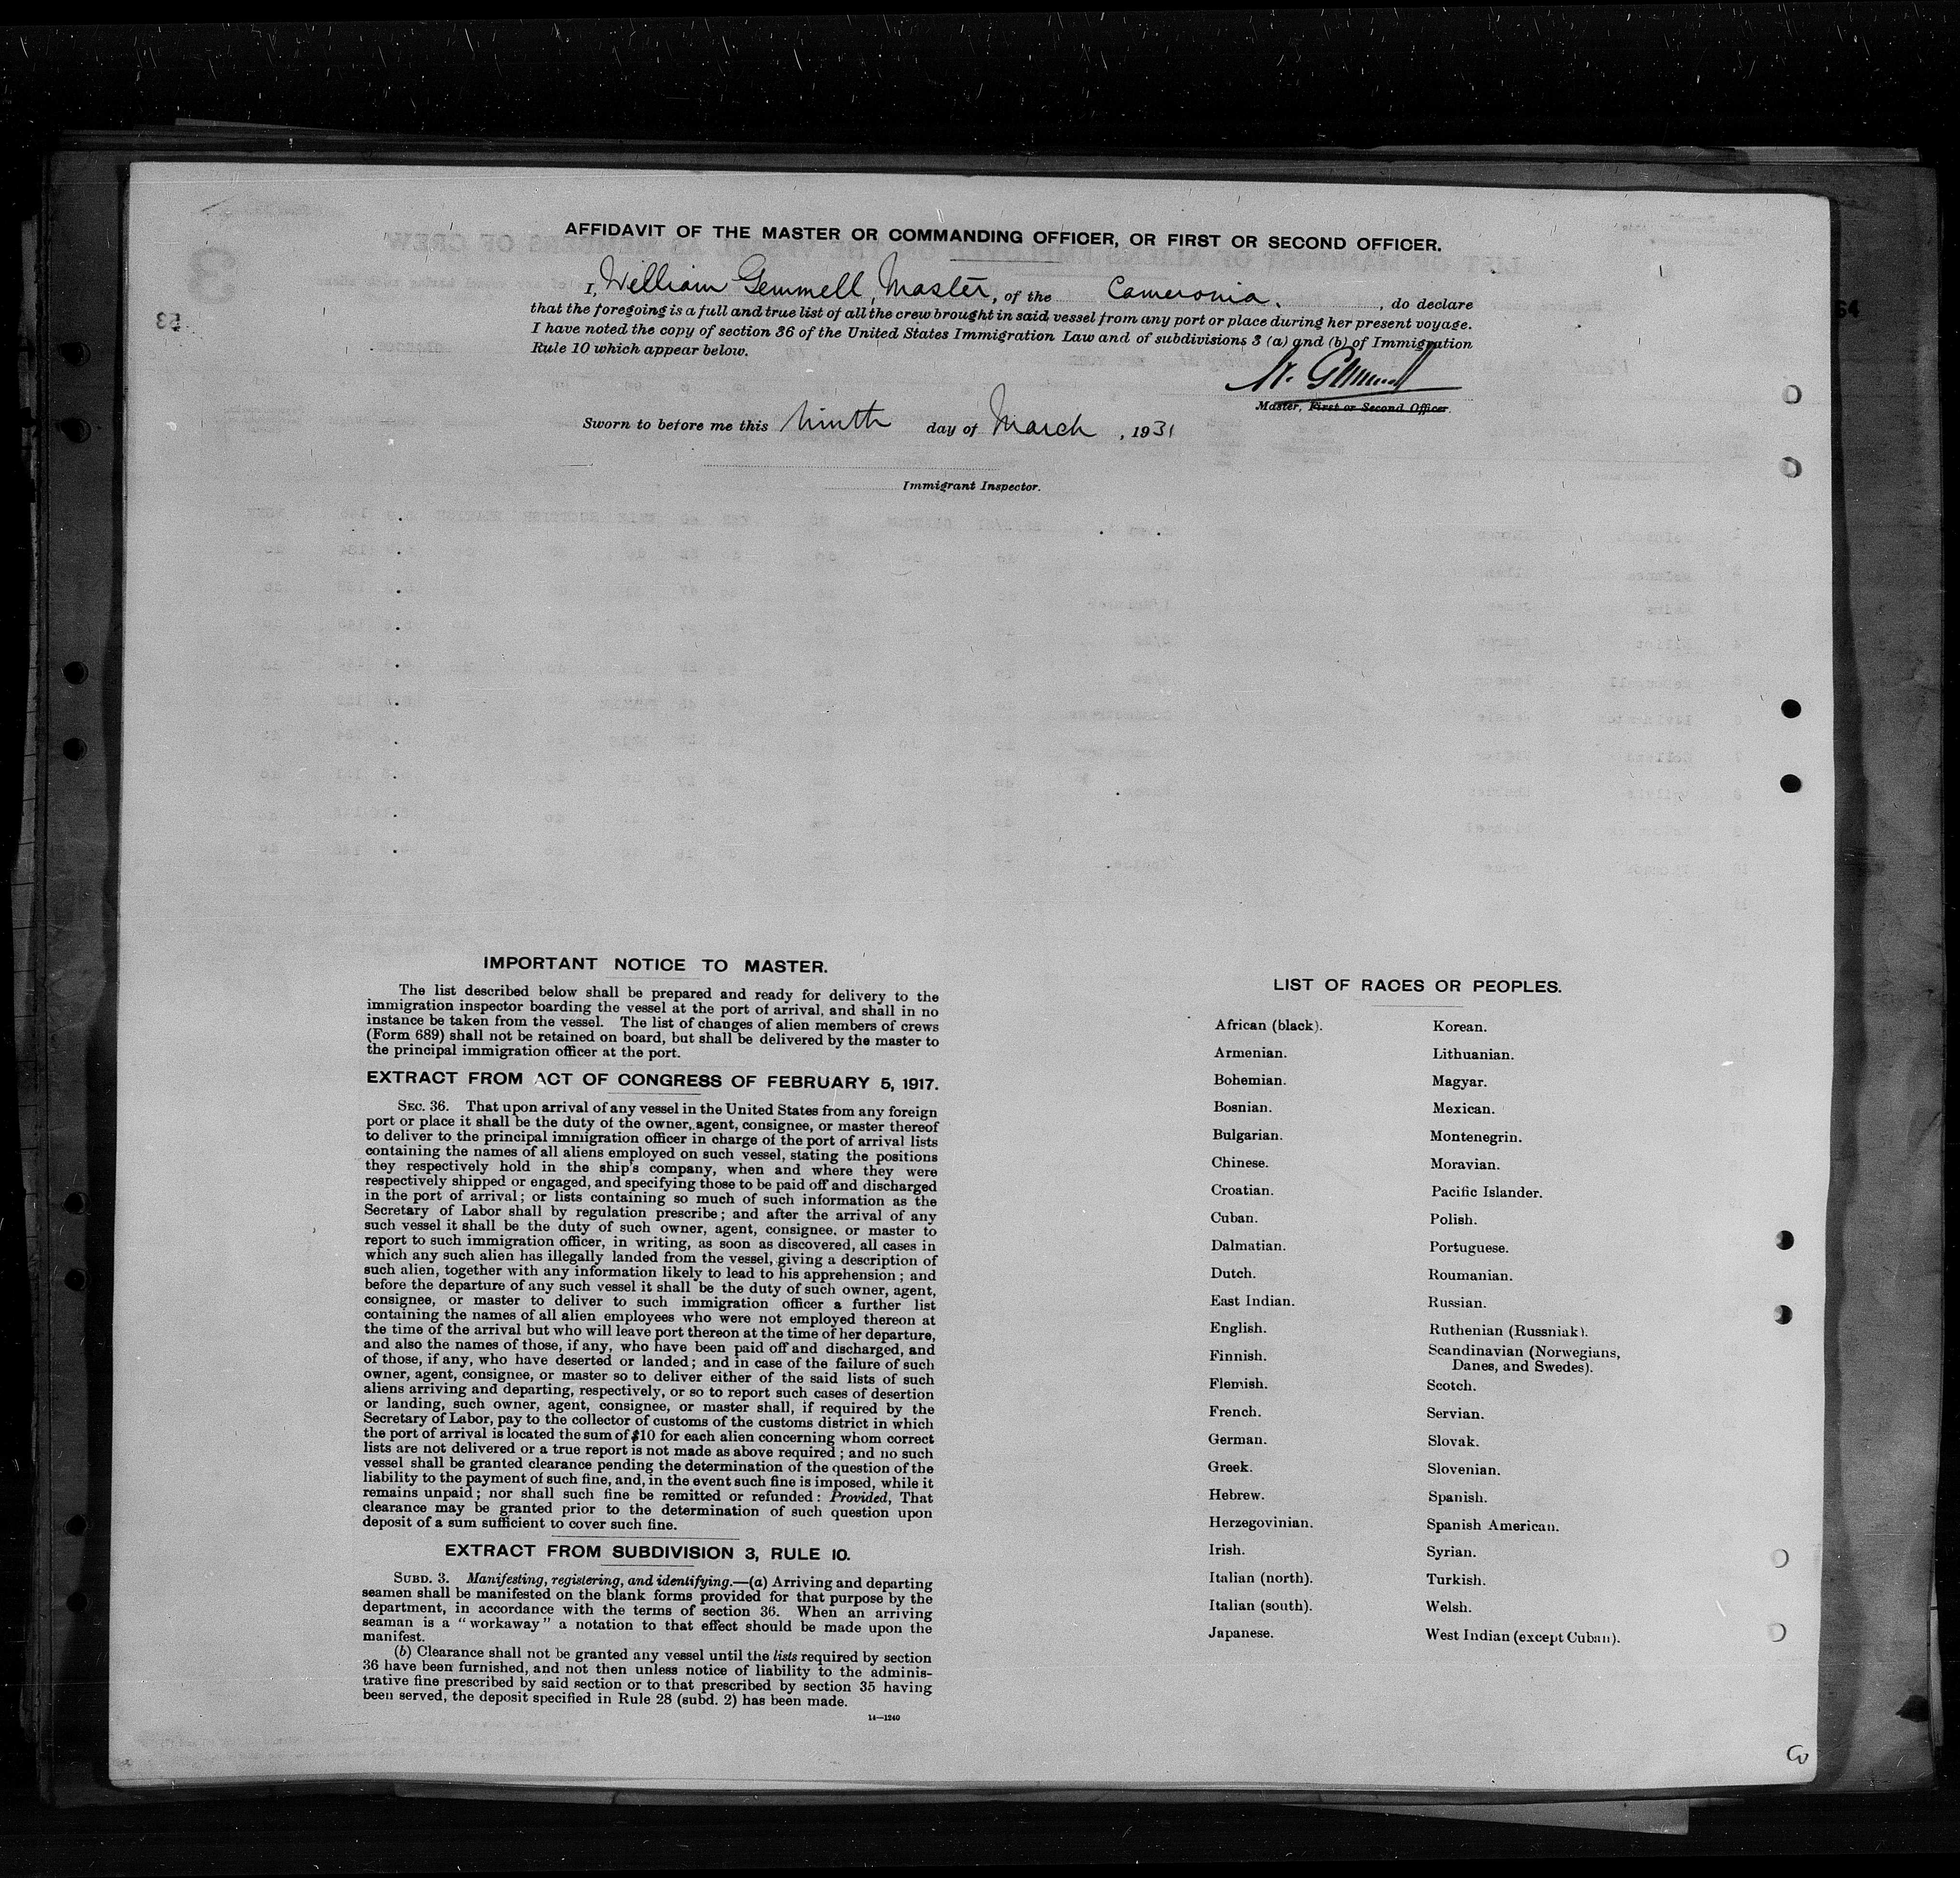 AFFIDAVIT OF THE MASTER OR COMMANDING OFFICER, OR FIRST OR SECOND OFFICER.
I, William Gemmell, Master, of the Cameronia. , do declare
that the foregoing is a full and true list of all the crew brought in said vessel from any port or place during her present voyage.
I have noted the copy of section 36 of the United States Immigration Law and of subdivisions 3 (a) and (b) of Immigration
Rule 10 which appear below.
W. Gemmell
Master, First or Second Officer.
Sworn to before me this Ninth day of March , 1931
Immigrant Inspector.
53
64
IMPORTANT NOTICE TO MASTER.
The list described below shall be prepared and ready for delivery to the
immigration inspector boarding the vessel at the port of arrival, and shall in no
instance be taken from the vessel. The list of changes of alien members of crews
(Form 689) shall not be retained on board, but shall be delivered by the master to
the principal immigration officer at the port.
EXTRACT FROM ACT OF CONGRESS OF FEBRUARY 5, 1917.
SEC. 36. That upon arrival of any vessel in the United States from any foreign
port or place it shall be the duty of the owner, agent, consignee, or master thereof
to deliver to the principal immigration officer in charge of the port of arrival lists
containing the names of all aliens employed on such vessel, stating the positions
they respectively hold in the ship's company, when and where they were
respectively shipped or engaged, and specifying those to be paid off and discharged
in the port of arrival; or lists containing so much of such information as the
Secretary of Labor shall by regulation prescribe; and after the arrival of any
such vessel it shall be the duty of such owner, agent, consignee, or master to
report to such immigration officer, in writing, as soon as discovered, all cases in
which any such alien has illegally landed from the vessel, giving a description of
such alien, together with any information likely to lead to his apprehension; and
before the departure of any such vessel it shall be the duty of such owner, agent,
consignee, or master to deliver to such immigration officer a further list
containing the names of all alien employees who were not employed thereon at
the time of the arrival but who will leave port thereon at the time of her departure,
and also the names of those, if any, who have been paid off and discharged, and
of those, if any, who have deserted or landed; and in case of the failure of such
owner, agent, consignee, or master so to deliver either of the said lists of such
aliens arriving and departing, respectively, or so to report such cases of desertion
or landing, such owner, agent, consignee, or master shall, if required by the
Secretary of Labor, pay to the collector of customs of the customs district in which
the port of arrival is located the sum of $10 for each alien concerning whom correct
lists are not delivered or a true report is not made as above required; and no such
vessel shall be granted clearance pending the determination of the question of the
liability to the payment of such fine, and, in the event such fine is imposed, while it
remains unpaid; nor shall such fine be remitted or refunded: Provided, That
clearance may be granted prior to the determination of such question upon
deposit of a sum sufficient to cover such fine.
EXTRACT FROM SUBDIVISION 3, RULE 10.
SUBD. 3. Manifesting, registering, and identifying.—(a) Arriving and departing
seamen shall be manifested on the blank forms provided for that purpose by the
department, in accordance with the terms of section 36. When an arriving
seaman is a "workaway" a notation to that effect should be made upon the
manifest.
(b) Clearance shall not be granted any vessel until the lists required by section
36 have been furnished, and not then unless notice of liability to the adminis-
trative fine prescribed by said section or to that prescribed by section 35 having
been served, the deposit specified in Rule 28 (subd. 2) has been made.
14—1240
LIST OF RACES OR PEOPLES.
African (black).
Armenian.
Bohemian.
Bosnian.
Bulgarian.
Chinese.
Croatian.
Cuban.
Dalmatian.
Dutch.
East Indian.
English.
Finnish.
Flemish.
French.
German.
Greek.
Hebrew.
Herzegovinian.
Irish.
Italian (north).
Italian (south).
Japanese.
Korean.
Lithuanian.
Magyar.
Mexican.
Montenegrin.
Moravian.
Pacific Islander.
Polish.
Portuguese.
Roumanian.
Russian.
Ruthenian (Russniak).
Scandinavian (Norwegians,
Danes, and Swedes).
Scotch.
Servian.
Slovak.
Slovenian.
Spanish.
Spanish American.
Syrian.
Turkish.
Welsh.
West Indian (except Cuban).